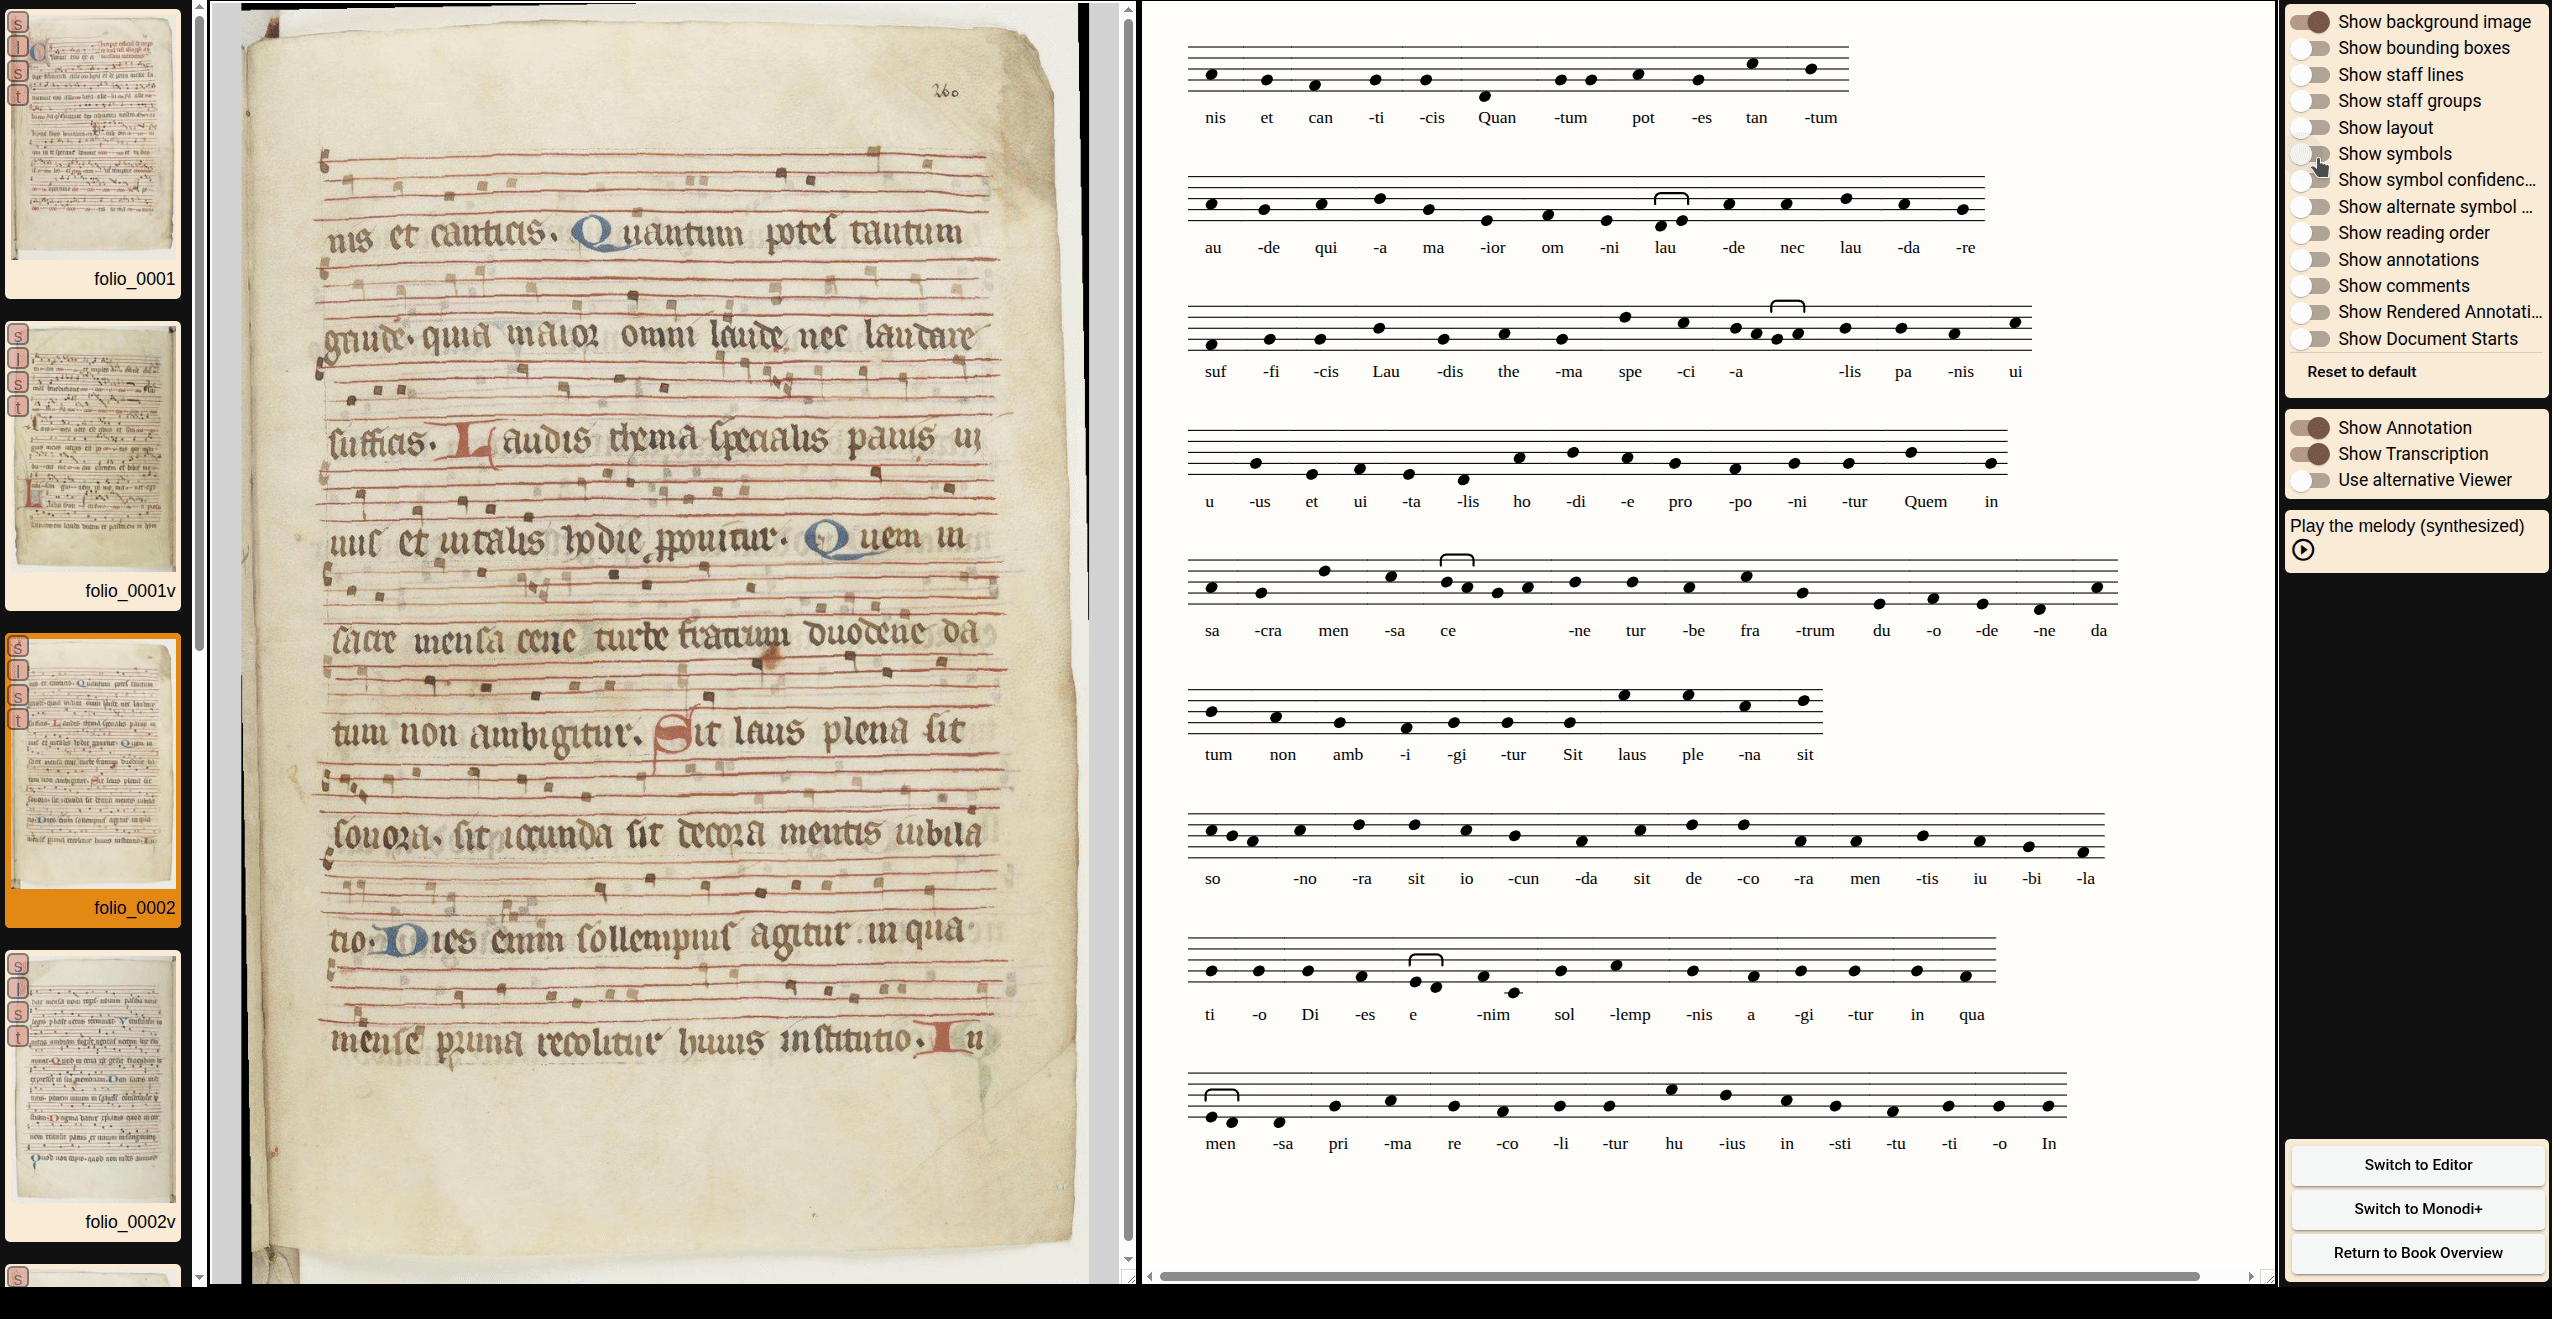 folio_0001
folio_0001v
folio_0002
folio_0002v
260
nis et canticis. Quantum potes tantum
gaude. quia maior omni laude nec laudare
sufficis. Laudis thema specialis panis ui
uus et uitalis hodie ponitur. Quem in
sacre mensa cene turbe fratrum duodene da
tum non ambigitur. Sit laus plena sit
sonora. sit iocunda sit decora mentis iubila
tio. Dies enim sollempnis agitur. in qua
mense prima recolitur huius institutio. In
nis et can -ti -cis Quan -tum pot -es tan -tum
au -de qui -a ma -ior om -ni lau -de nec lau -da -re
suf -fi -cis Lau -dis the -ma spe -ci -a -lis pa -nis ui
u -us et ui -ta -lis ho -di -e pro -po -ni -tur Quem in
sa -cra men -sa ce -ne tur -be fra -trum du -o -de -ne da
tum non amb -i -gi -tur Sit laus ple -na sit
so -no -ra sit io -cun -da sit de -co -ra men -tis iu -bi -la
ti -o Di -es e -nim sol -lemp -nis a -gi -tur in qua
men -sa pri -ma re -co -li -tur hu -ius in -sti -tu -ti -o In
Show background image
Show bounding boxes
Show staff lines
Show staff groups
Show layout
Show symbols
Show symbol confidenc...
Show alternate symbol ...
Show reading order
Show annotations
Show comments
Show Rendered Annotati...
Show Document Starts
Reset to default
Show Annotation
Show Transcription
Use alternative Viewer
Play the melody (synthesized)
Switch to Editor
Switch to Monodi+
Return to Book Overview